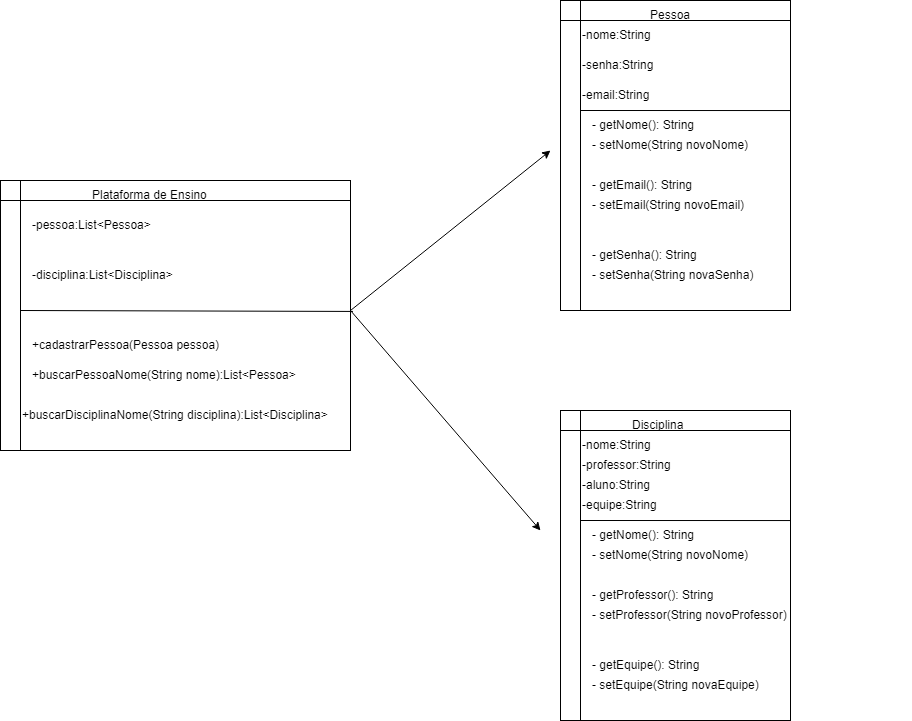 Plataforma de Ensino
-pessoa:List<Pessoa>
-disciplina:List<Disciplina>
+cadastrarPessoa(Pessoa pessoa)
+buscarPessoaNome(String nome):List<Pessoa>
+buscarDisciplinaNome(String disciplina):List<Disciplina>
Pessoa
-nome:String
-senha:String
-email:String
- getNome(): String
- setNome(String novoNome)
- getEmail(): String
- setEmail(String novoEmail)
- getSenha(): String
- setSenha(String novaSenha)
Disciplina
-nome:String
-professor:String
-aluno:String
-equipe:String
- getNome(): String
- setNome(String novoNome)
- getProfessor(): String
- setProfessor(String novoProfessor)
- getEquipe(): String
- setEquipe(String novaEquipe)